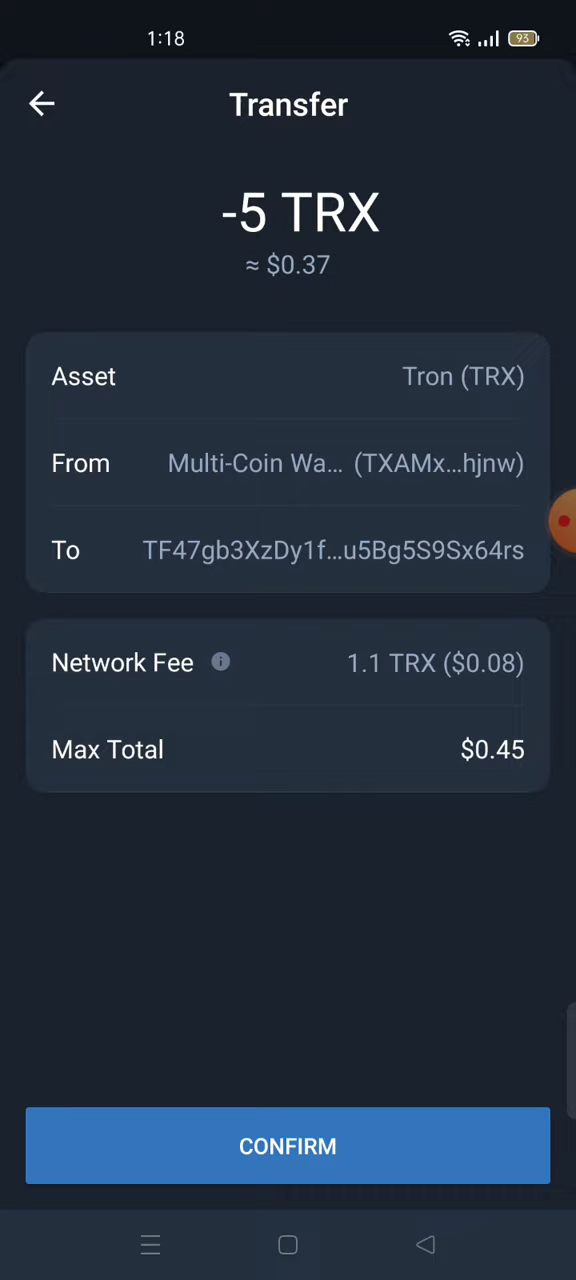 1:18
93
Transfer
-5 TRX
≈ $0.37
Asset Tron (TRX)
From Multi-Coin Wa... (TXAMx...hjnw)
To TF47gb3XzDy1f...u5Bg5S9Sx64rs
Network Fee i 1.1 TRX ($0.08)
Max Total $0.45
CONFIRM